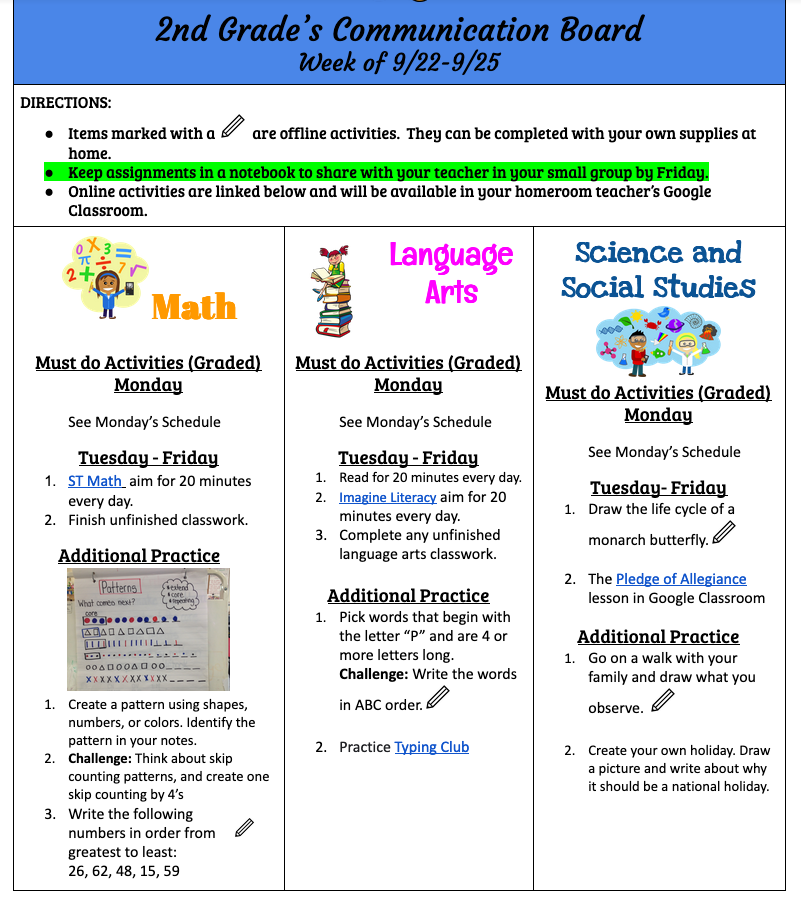 2nd Grade's Communication Board
Week of 9/22-9/25
DIRECTIONS:
● Items marked with a are offline activities. They can be completed with your own supplies at
home.
● Keep assignments in a notebook to share with your teacher in your small group by Friday.
● Online activities are linked below and will be available in your homeroom teacher's Google
Classroom.
Math
Must do Activities (Graded)
Monday
See Monday's Schedule
Tuesday - Friday
1. ST Math aim for 20 minutes
every day.
2. Finish unfinished classwork.
Additional Practice
Patterns
What comes next?
core
extend
core
repeating
1. Create a pattern using shapes,
numbers, or colors. Identify the
pattern in your notes.
2. Challenge: Think about skip
counting patterns, and create one
skip counting by 4's
3. Write the following
numbers in order from
greatest to least:
26, 62, 48, 15, 59
Language
Arts
Must do Activities (Graded)
Monday
See Monday's Schedule
Tuesday - Friday
1. Read for 20 minutes every day.
2. Imagine Literacy aim for 20
minutes every day.
3. Complete any unfinished
language arts classwork.
Additional Practice
1. Pick words that begin with
the letter "P" and are 4 or
more letters long.
Challenge: Write the words
in ABC order.
2. Practice Typing Club
Science and
Social Studies
Must do Activities (Graded)
Monday
See Monday's Schedule
Tuesday- Friday
1. Draw the life cycle of a
monarch butterfly.
2. The Pledge of Allegiance
lesson in Google Classroom
Additional Practice
1. Go on a walk with your
family and draw what you
observe.
2. Create your own holiday. Draw
a picture and write about why
it should be a national holiday.